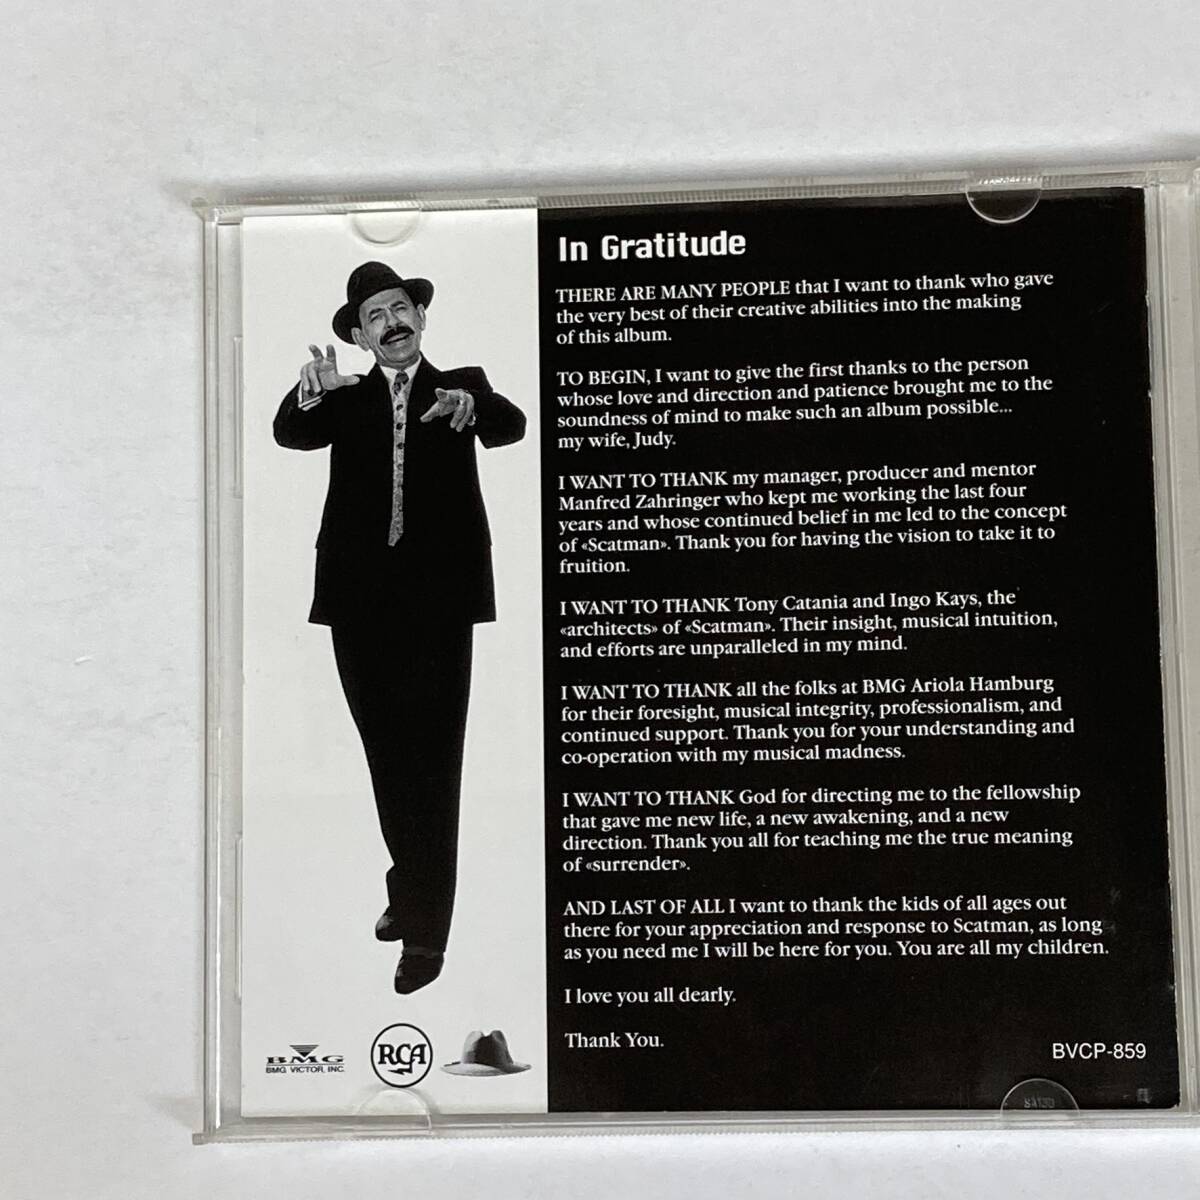 In Gratitude
THERE ARE MANY PEOPLE that I want to thank who gave
the very best of their creative abilities into the making
of this album.
TO BEGIN, I want to give the first thanks to the person
whose love and direction and patience brought me to the
soundness of mind to make such an album possible...
my wife, Judy.
I WANT TO THANK my manager, producer and mentor
Manfred Zahringer who kept me working the last four
years and whose continued belief in me led to the concept
of «Scatman». Thank you for having the vision to take it to
fruition.
I WANT TO THANK Tony Catania and Ingo Kays, the
«architects» of «Scatman». Their insight, musical intuition,
and efforts are unparalleled in my mind.
I WANT TO THANK all the folks at BMG Ariola Hamburg
for their foresight, musical integrity, professionalism, and
continued support. Thank you for your understanding and
co-operation with my musical madness.
I WANT TO THANK God for directing me to the fellowship
that gave me new life, a new awakening, and a new
direction. Thank you all for teaching me the true meaning
of «surrender».
AND LAST OF ALL I want to thank the kids of all ages out
there for your appreciation and response to Scatman, as long
as you need me I will be here for you. You are all my children.
I love you all dearly.
Thank You.
BMG
BMG VICTOR, INC.
RCA
BVCP-859